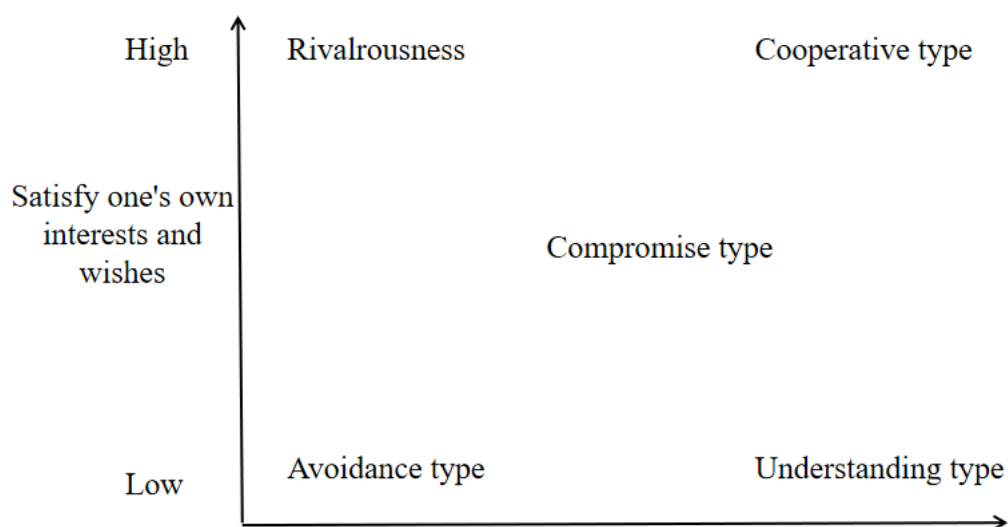 High
Rivalrousness
Cooperative type
Satisfy one's own
interests and
wishes
Compromise type
Low
Avoidance type
Understanding type